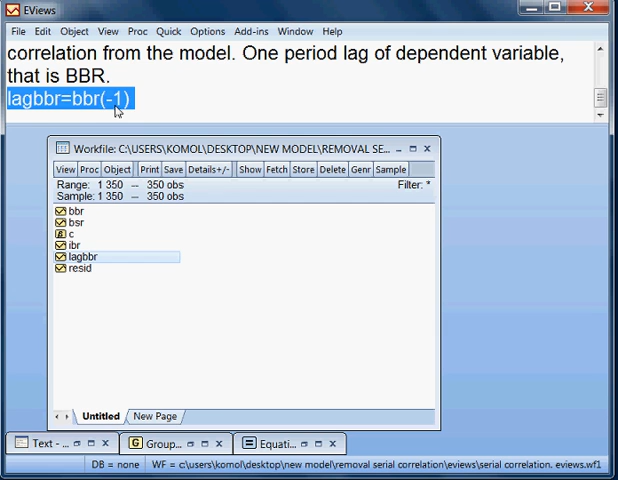 EViews
File Edit Object View Proc Quick Options Add-ins Window Help
correlation from the model. One period lag of dependent variable,
that is BBR.
lagbbr=bbr(-1)
Workfile: C:\USERS\KOMOL\DESKTOP\NEW MODEL\REMOVAL SE...
View Proc Object Print Save Details+/- Show Fetch Store Delete Genr Sample
Range: 1 350 -- 350 obs Filter: *
Sample: 1 350 -- 350 obs
bbr
bsr
c
ibr
lagbbr
resid
Untitled New Page
Text - ... Group... Equati...
DB = none WF = c:\users\komol\desktop\new model\removal serial correlation\eviews\serial correlation. eviews.wf1